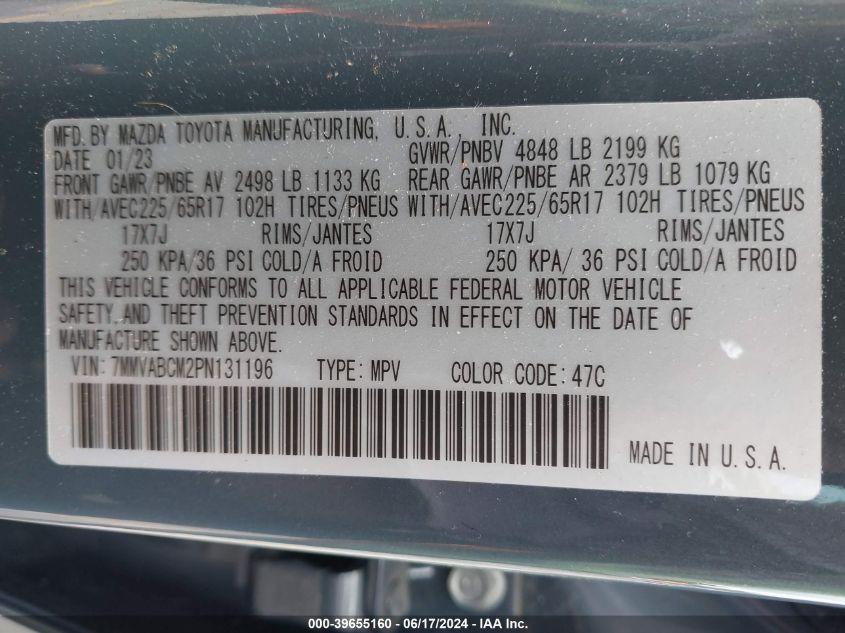 MFD. BY MAZDA TOYOTA MANUFACTURING, U.S.A., INC.
DATE 01/23 GVWR/PNBV 4848 LB 2199 KG
FRONT GAWR/PNBE AV 2498 LB 1133 KG REAR GAWR/PNBE AR 2379 LB 1079 KG
WITH/AVEC225/65R17 102H TIRES/PNEUS WITH/AVEC225/65R17 102H TIRES/PNEUS
17X7J RIMS/JANTES 17X7J RIMS/JANTES
250 KPA/36 PSI COLD/A FROID 250 KPA/ 36 PSI COLD/A FROID
THIS VEHICLE CONFORMS TO ALL APPLICABLE FEDERAL MOTOR VEHICLE
SAFETY,AND THEFT PREVENTION STANDARDS IN EFFECT ON THE DATE OF
MANUFACTURE SHOWN ABOVE.
VIN: 7MMVABCM2PN131196 TYPE: MPV COLOR CODE: 47C
MADE IN U.S.A.
000-39655160 - 06/17/2024 - IAA Inc.